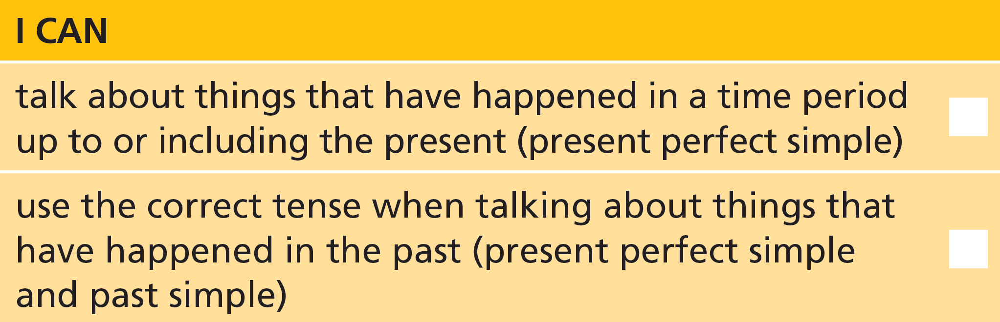 I CAN
talk about things that have happened in a time period
up to or including the present (present perfect simple)
use the correct tense when talking about things that
have happened in the past (present perfect simple
and past simple)